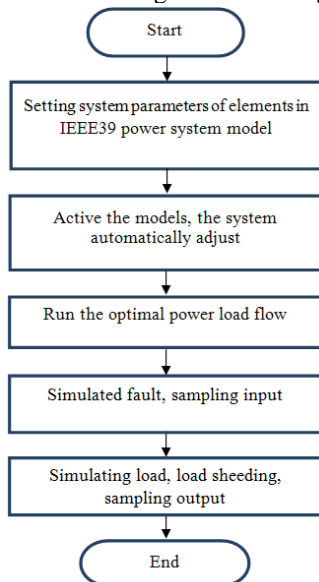 Start
Setting system parameters of elements in
IEEE39 power system model
Active the models, the system
automatically adjust
Run the optimal power load flow
Simulated fault, sampling input
Simulating load, load sheeding,
sampling output
End